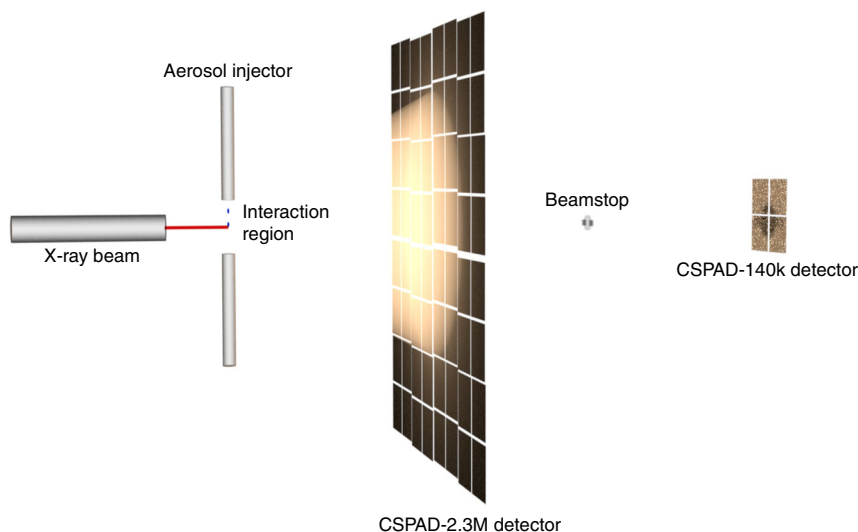 Aerosol injector
Interaction
region
X-ray beam
Beamstop
CSPAD-140k detector
CSPAD-2.3M detector